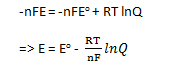 -nFE = -nFE° + RT lnQ
=> E = E° - RT/nF lnQ